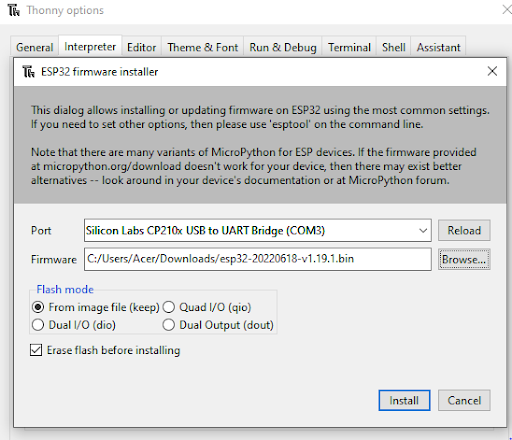 Thonny options
General Interpreter Editor Theme & Font Run & Debug Terminal Shell Assistant
ESP32 firmware installer
This dialog allows installing or updating firmware on ESP32 using the most common settings.
If you need to set other options, then please use 'esptool' on the command line.
Note that there are many variants of MicroPython for ESP devices. If the firmware provided
at micropython.org/download doesn't work for your device, then there may exist better
alternatives -- look around in your device's documentation or at MicroPython forum.
Port Silicon Labs CP210x USB to UART Bridge (COM3) Reload
Firmware C:/Users/Acer/Downloads/esp32-20220618-v1.19.1.bin Browse...
Flash mode
From image file (keep) Quad I/O (qio)
Dual I/O (dio) Dual Output (dout)
Erase flash before installing
Install Cancel